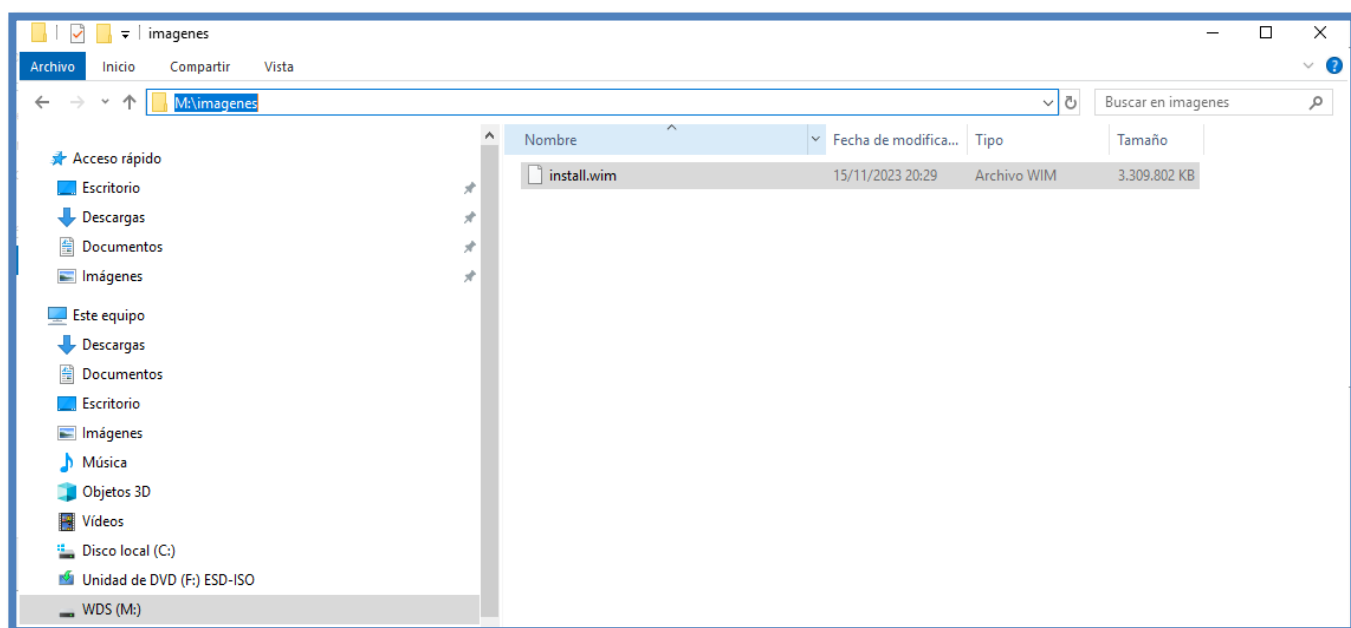 imagenes
Archivo Inicio Compartir Vista
M:\imagenes Buscar en imagenes
Nombre Fecha de modifica... Tipo Tamaño
install.wim 15/11/2023 20:29 Archivo WIM 3.309.802 KB
Acceso rápido
Escritorio
Descargas
Documentos
Imágenes
Este equipo
Descargas
Documentos
Escritorio
Imágenes
Música
Objetos 3D
Vídeos
Disco local (C:)
Unidad de DVD (F:) ESD-ISO
WDS (M:)